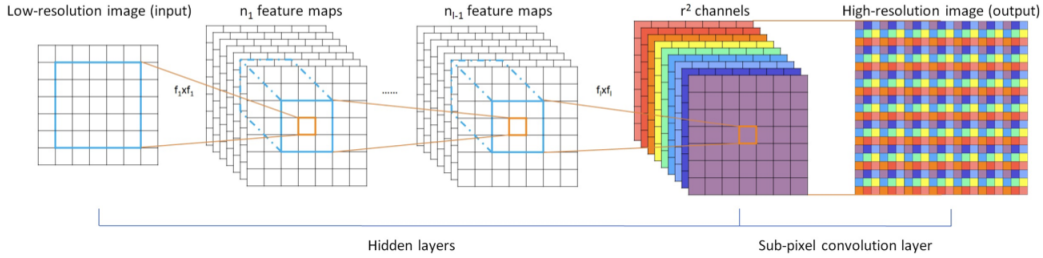 Low-resolution image (input)
n₁ feature maps
nₗ₋₁ feature maps
r² channels
High-resolution image (output)
f₁xf₁
......
fₗxfₗ
Hidden layers
Sub-pixel convolution layer